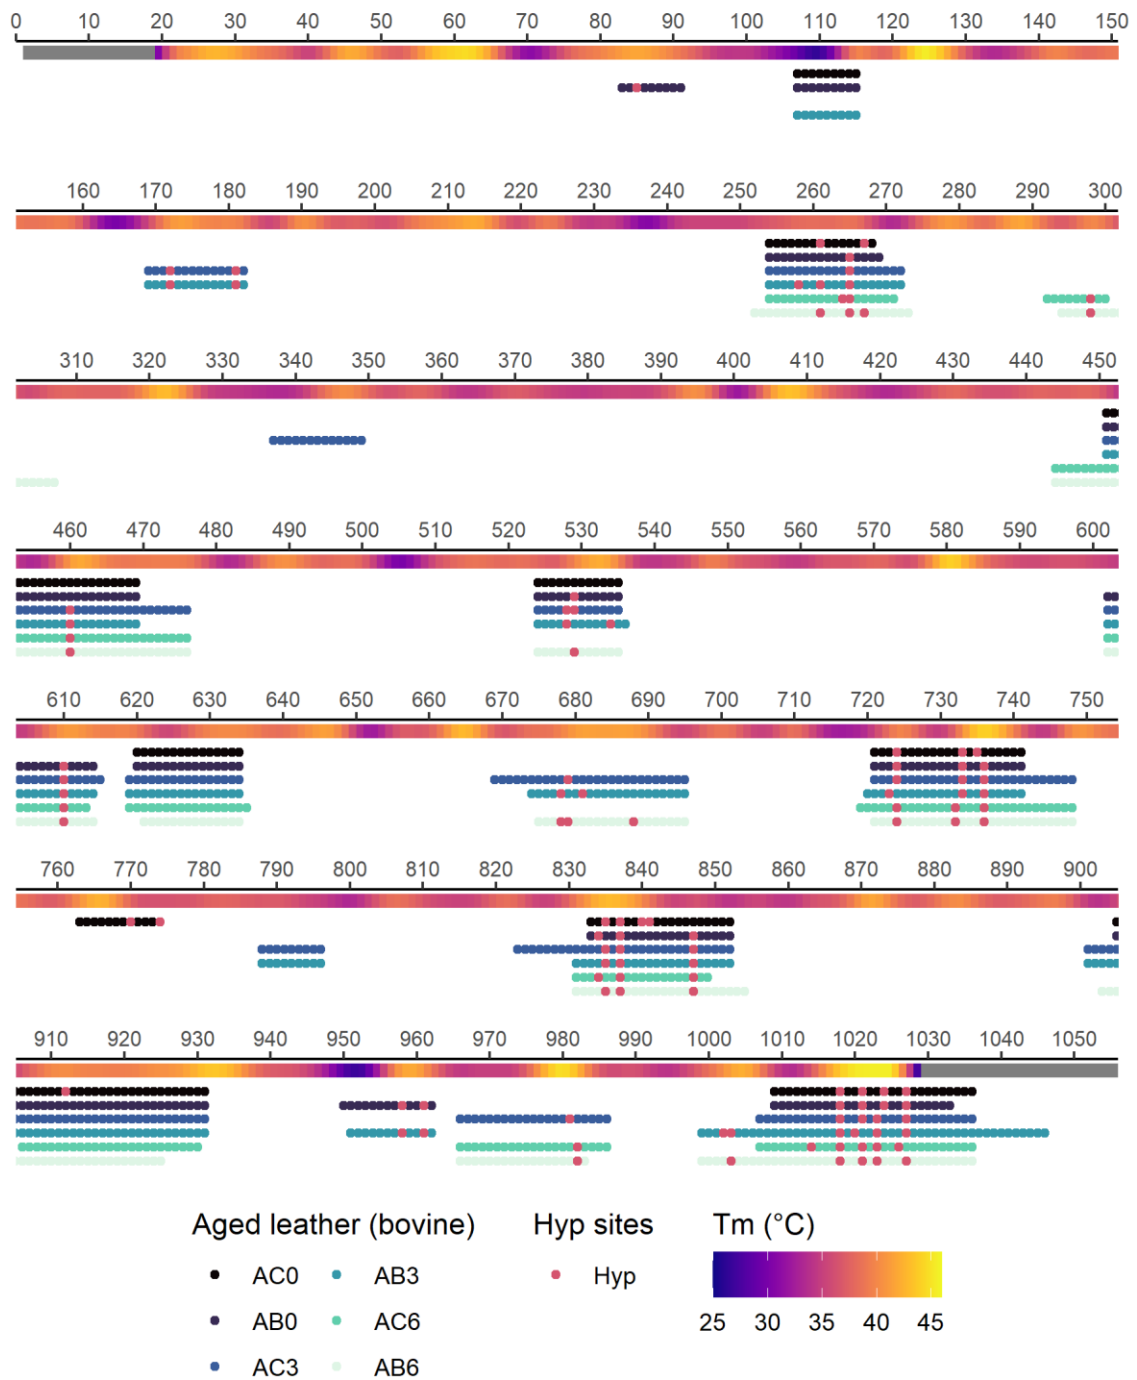 0 10 20 30 40 50 60 70 80 90 100 110 120 130 140 150
160 170 180 190 200 210 220 230 240 250 260 270 280 290 300
310 320 330 340 350 360 370 380 390 400 410 420 430 440 450
460 470 480 490 500 510 520 530 540 550 560 570 580 590 600
610 620 630 640 650 660 670 680 690 700 710 720 730 740 750
760 770 780 790 800 810 820 830 840 850 860 870 880 890 900
910 920 930 940 950 960 970 980 990 1000 1010 1020 1030 1040 1050
Aged leather (bovine) Hyp sites Tm (°C)
AC0 AB3 Hyp
AB0 AC6 25 30 35 40 45
AC3 AB6